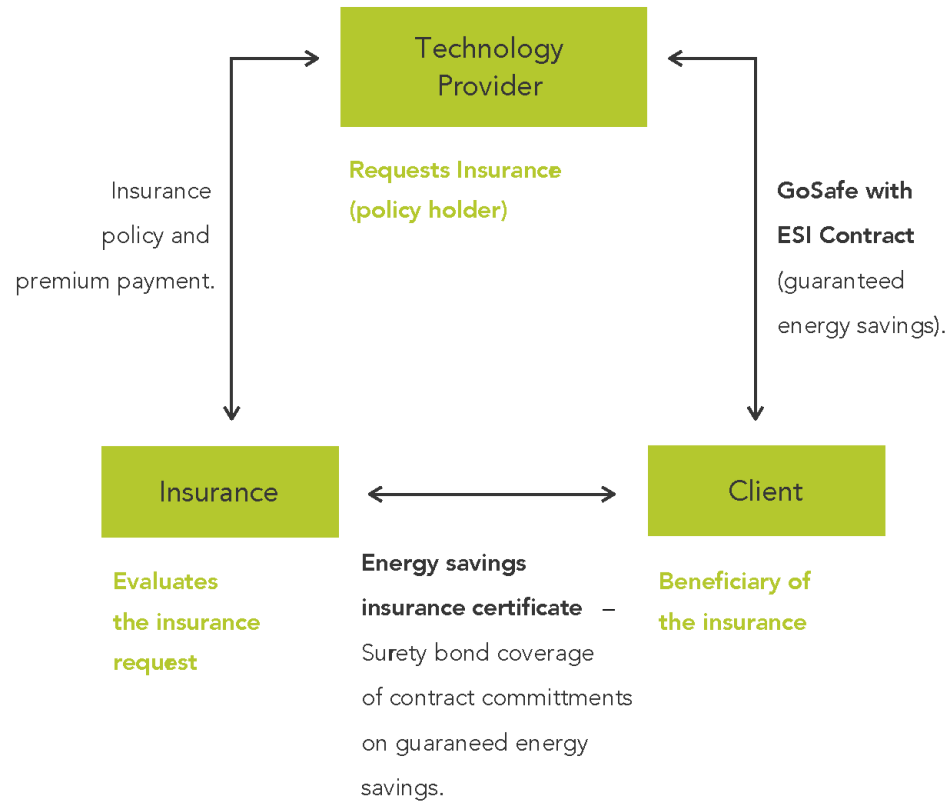 Technology
Provider
Requests Insurance
(policy holder)
Insurance
policy and
premium payment.
GoSafe with
ESI Contract
(guaranteed
energy savings).
Insurance
Client
Evaluates
the insurance
request
Energy savings
insurance certificate –
Surety bond coverage
of contract committments
on guaraneed energy
savings.
Beneficiary of
the insurance